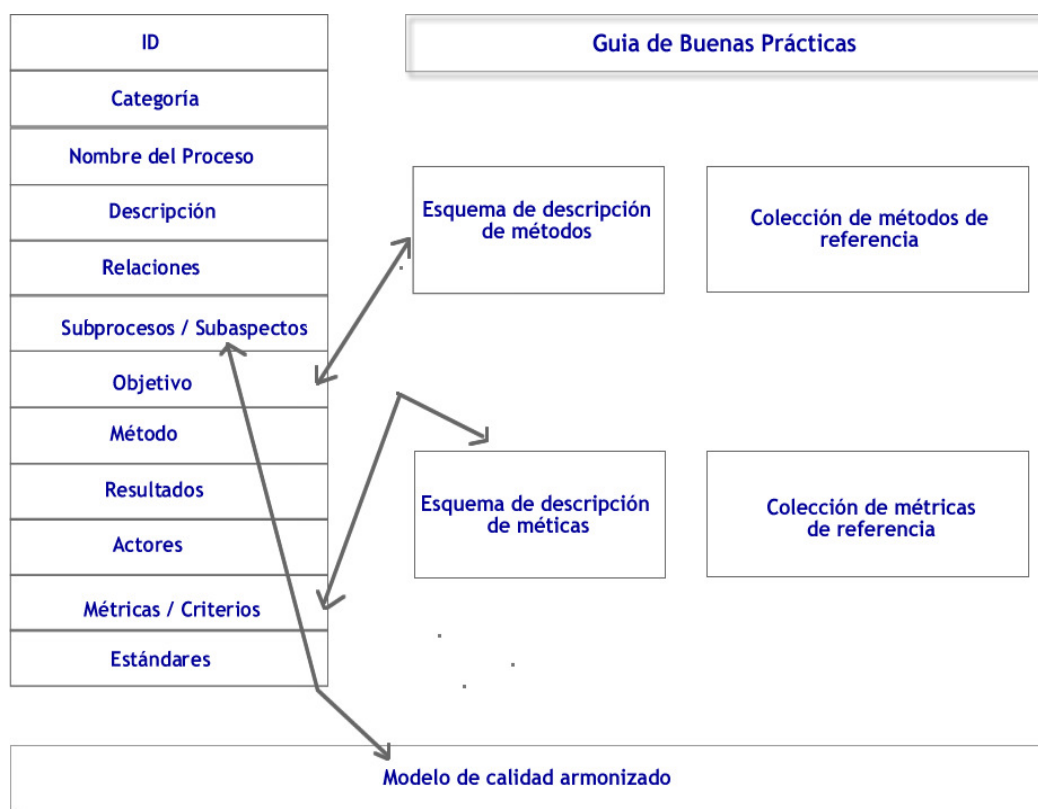 ID
Categoría
Nombre del Proceso
Descripción
Relaciones
Subprocesos / Subaspectos
Objetivo
Método
Resultados
Actores
Métricas / Criterios
Estándares
Guia de Buenas Prácticas
Esquema de descripción
de métodos
Colección de métodos de
referencia
Esquema de descripción
de méticas
Colección de métricas
de referencia
Modelo de calidad armonizado